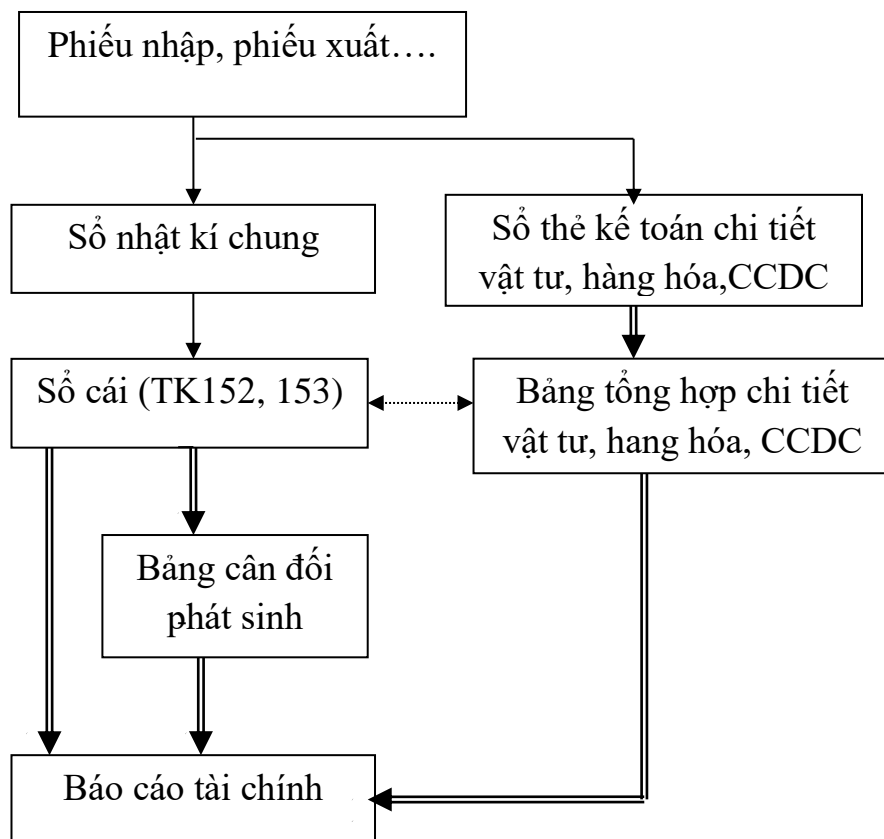 Phiếu nhập, phiếu xuất….
Sổ nhật kí chung
Sổ thẻ kế toán chi tiết
vật tư, hàng hóa,CCDC
Sổ cái (TK152, 153)
Bảng tổng hợp chi tiết
vật tư, hang hóa, CCDC
Bảng cân đối
phát sinh
Báo cáo tài chính